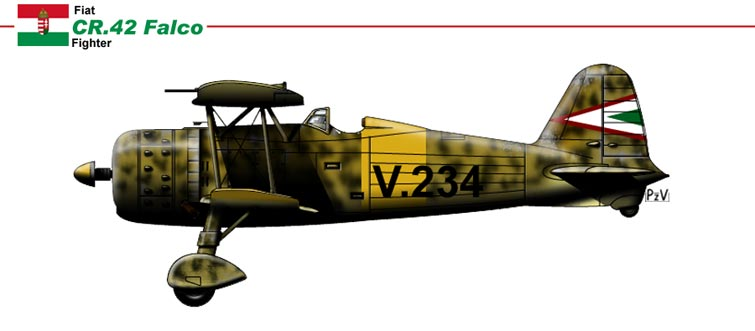 Fiat
CR.42 Falco
Fighter
V.234
PzV